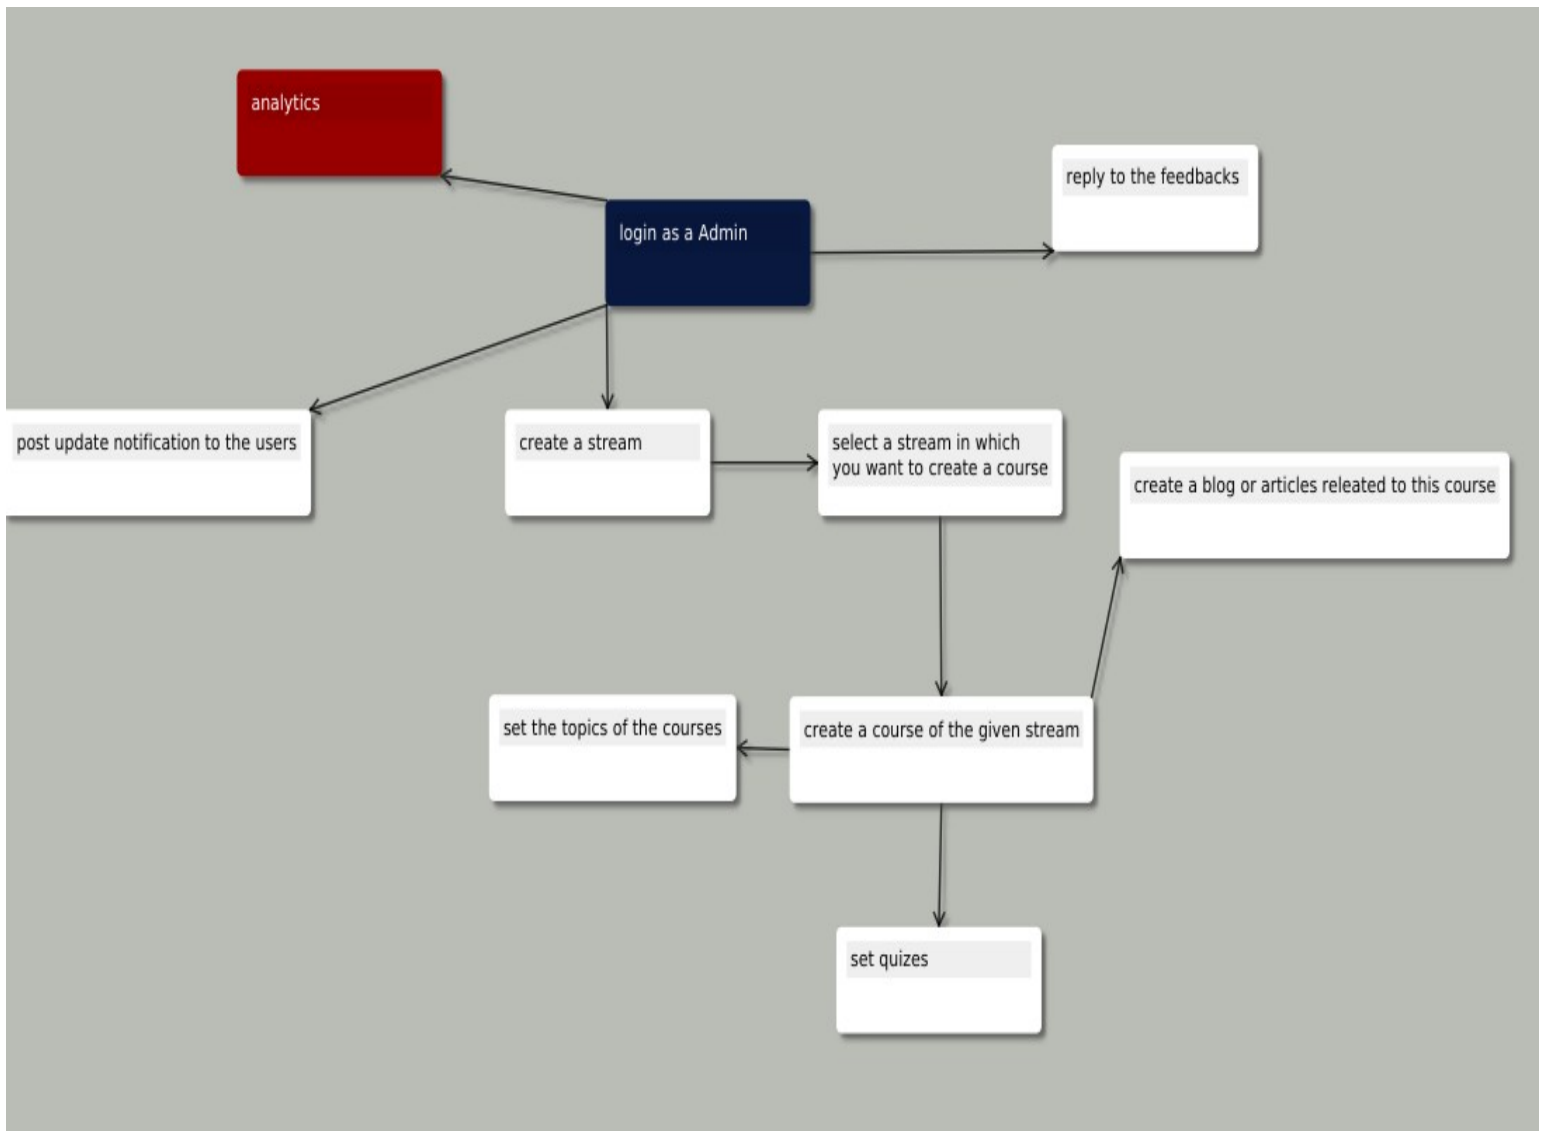 analytics
reply to the feedbacks
login as a Admin
post update notification to the users
create a stream
select a stream in which
you want to create a course
create a blog or articles releated to this course
set the topics of the courses
create a course of the given stream
set quizes